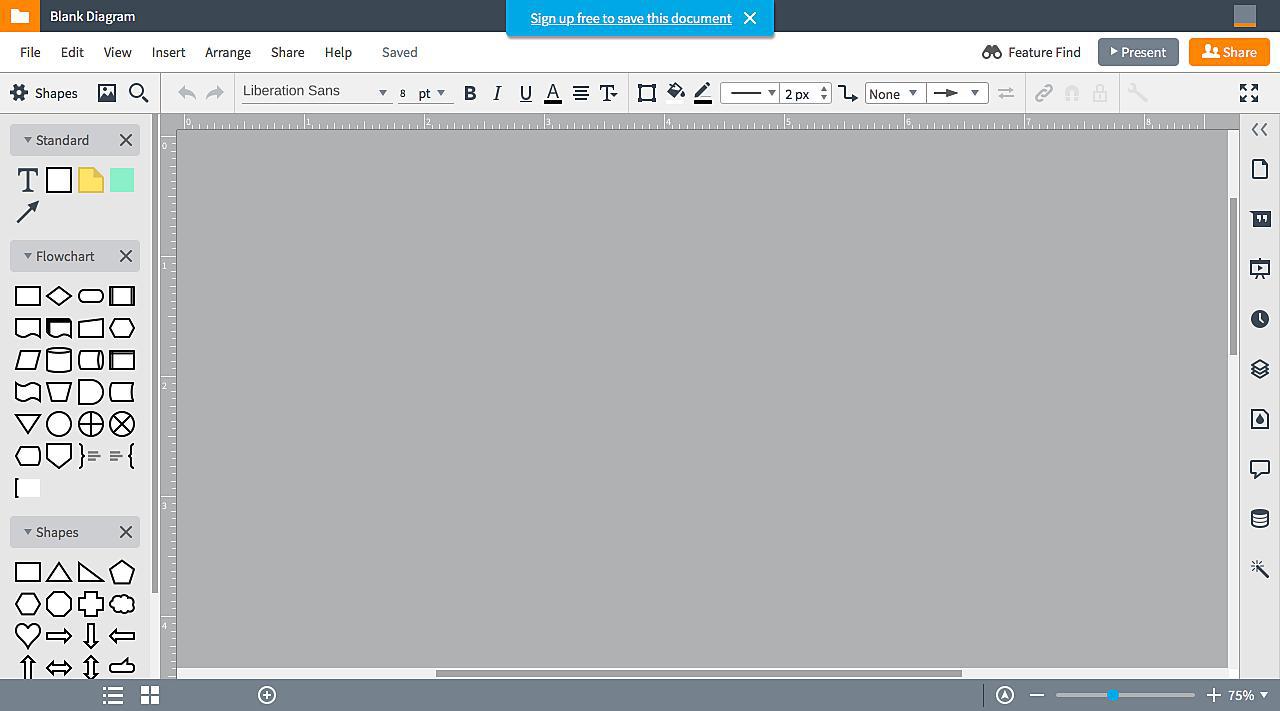 Blank Diagram
Sign up free to save this document
File Edit View Insert Arrange Share Help Saved
Feature Find Present Share
Shapes Liberation Sans 8 pt B I U A T 2 px None
0 1 2 3 4 5 6 7 8
Standard
T
Flowchart
Shapes
0
1
2
3
4
75%